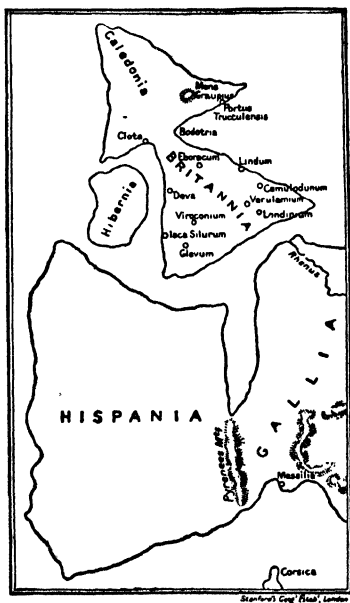 Caledonia
Mons
Graupius
Portus
Trucculensis
Clota
Bodotria
Eboracum
Lindum
BRITANNIA
Hibernia
Deva
Camulodunum
Verulamium
Viroconium
Londinium
Isca Silurum
Glevum
Rhenus
GALLIA
HISPANIA
Pyrenees Mts
Massilia
Corsica
Stanford's Geog! Estab!, London